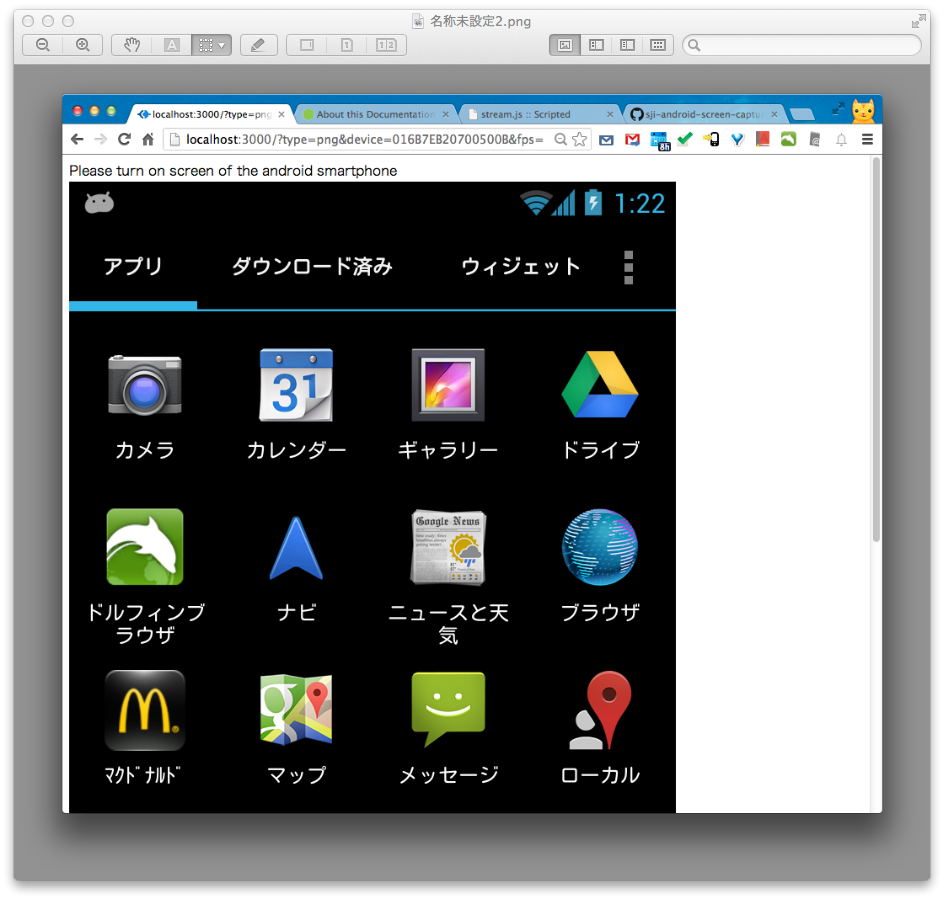 名称未設定2.png
localhost:3000/?type=png
About this Documentation
stream.js :: Scripted
sji-android-screen-captu
localhost:3000/?type=png&device=016B7EB20700500B&fps=
8h
Please turn on screen of the android smartphone
1:22
アプリ
ダウンロード済み
ウィジェット
31
カメラ
カレンダー
ギャラリー
ドライブ
Google News
ドルフィンブ
ラウザ
ナビ
ニュースと天
気
ブラウザ
ﾏｸﾄﾞﾅﾙﾄﾞ
マップ
メッセージ
ローカル